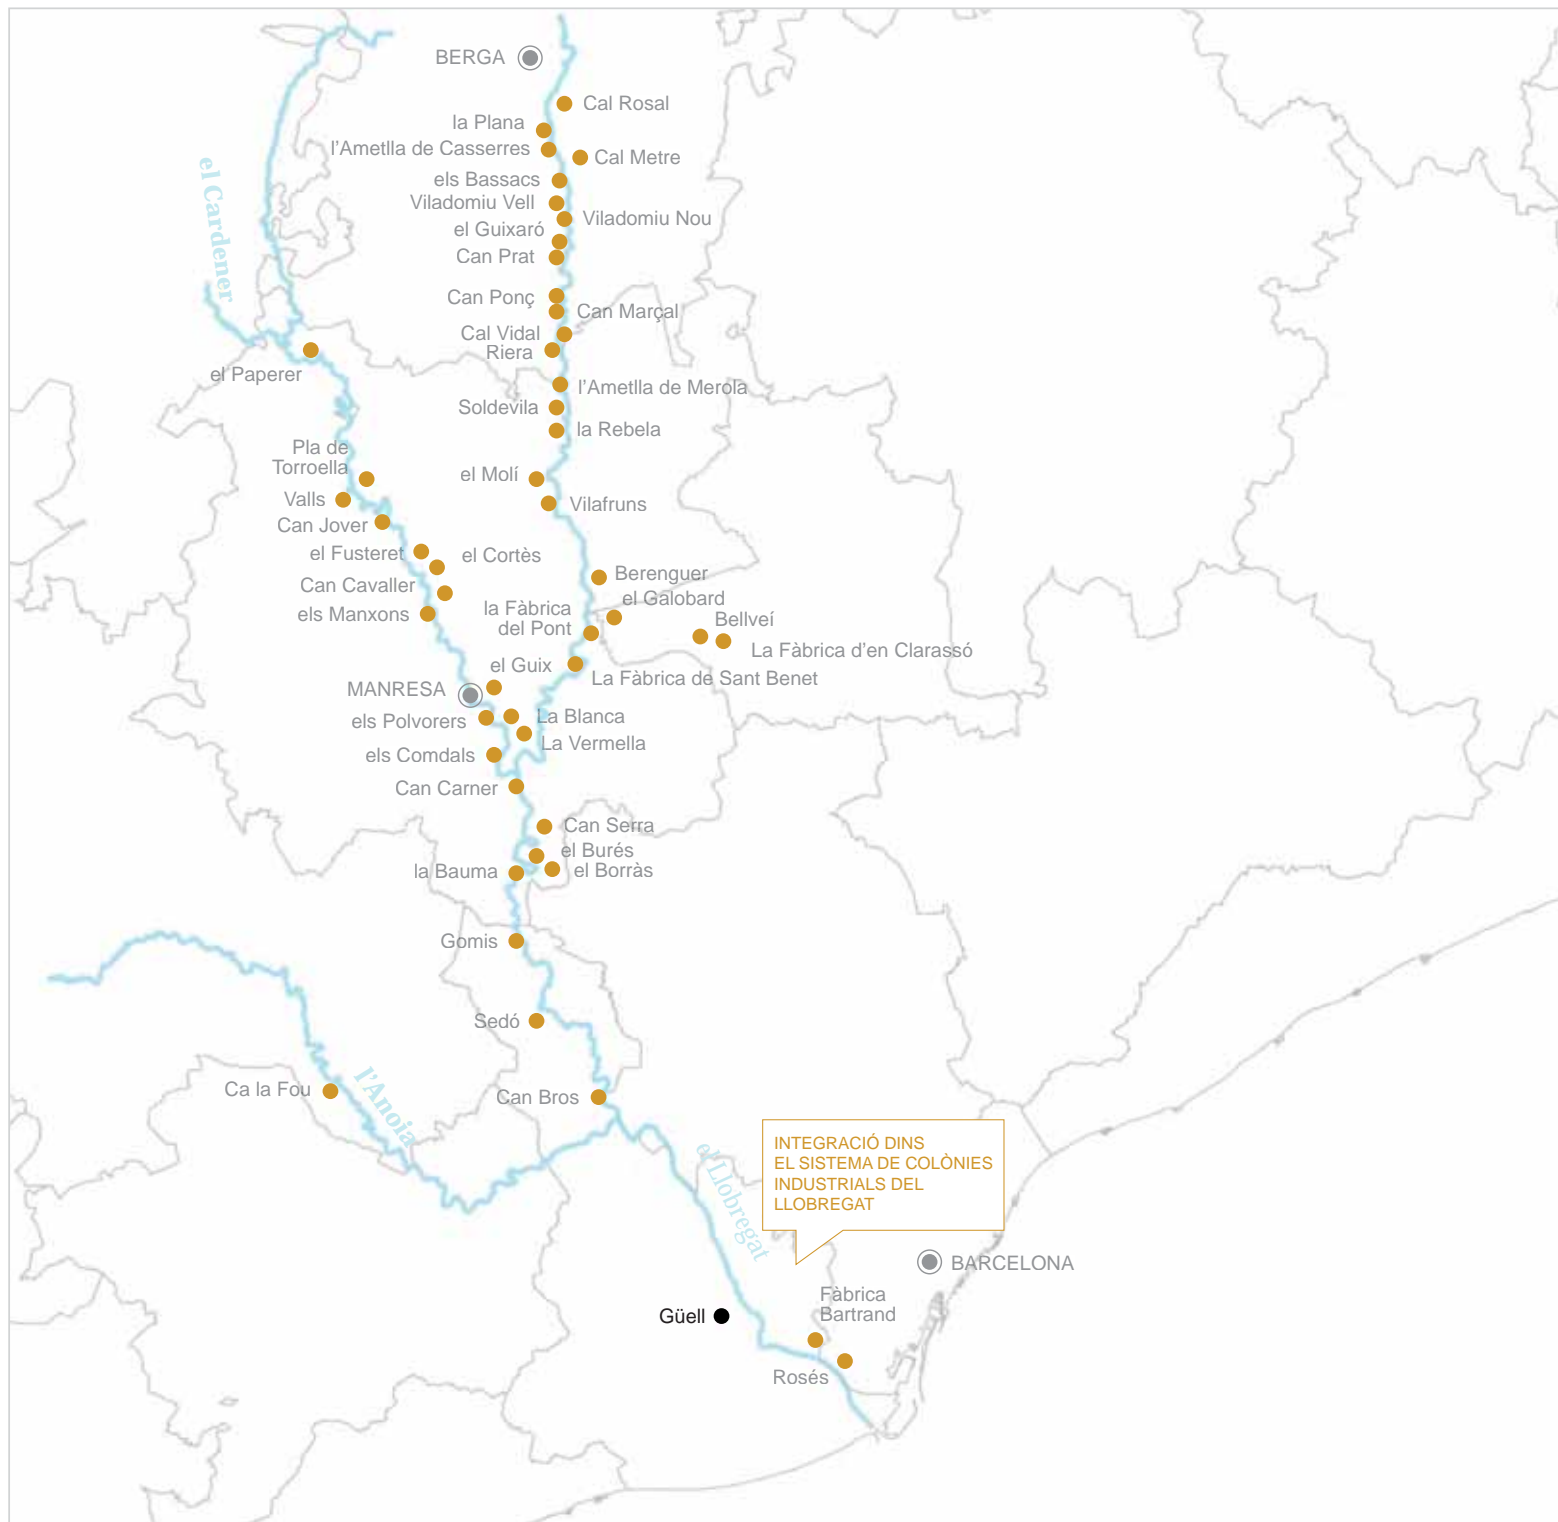 BERGA
Cal Rosal
la Plana
l'Ametlla de Casserres
Cal Metre
els Bassacs
Viladomiu Vell
Viladomiu Nou
el Guixaró
Can Prat
el Cardener
Can Ponç
Can Marçal
Cal Vidal
Riera
el Paperer
l'Ametlla de Merola
Soldevila
la Rebela
Pla de
Torroella
el Molí
Valls
Vilafruns
Can Jover
el Fusteret
el Cortès
Can Cavaller
Berenguer
els Manxons
el Galobard
la Fàbrica
del Pont
Bellveí
La Fàbrica d'en Clarassó
el Guix
La Fàbrica de Sant Benet
MANRESA
els Polvorers
La Blanca
La Vermella
els Comdals
Can Carner
Can Serra
el Burés
el Borràs
la Bauma
Gomis
Sedó
Ca la Fou
l'Anoia
Can Bros
el Llobregat
INTEGRACIÓ DINS
EL SISTEMA DE COLÒNIES
INDUSTRIALS DEL
LLOBREGAT
BARCELONA
Fàbrica
Bartrand
Güell
Rosés